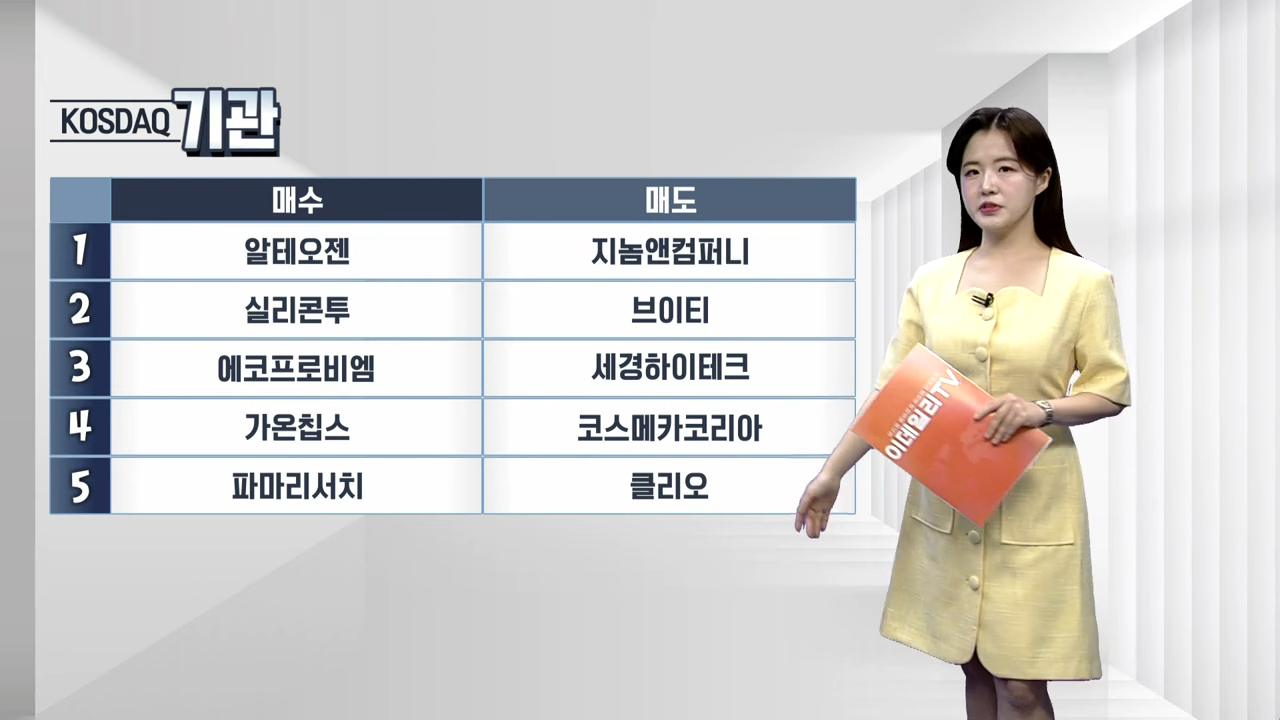 KOSDAQ 기관
매수 매도
1 알테오젠 지놈앤컴퍼니
2 실리콘투 브이티
3 에코프로비엠 세경하이테크
4 가온칩스 코스메카코리아
5 파마리서치 클리오
이데일리TV